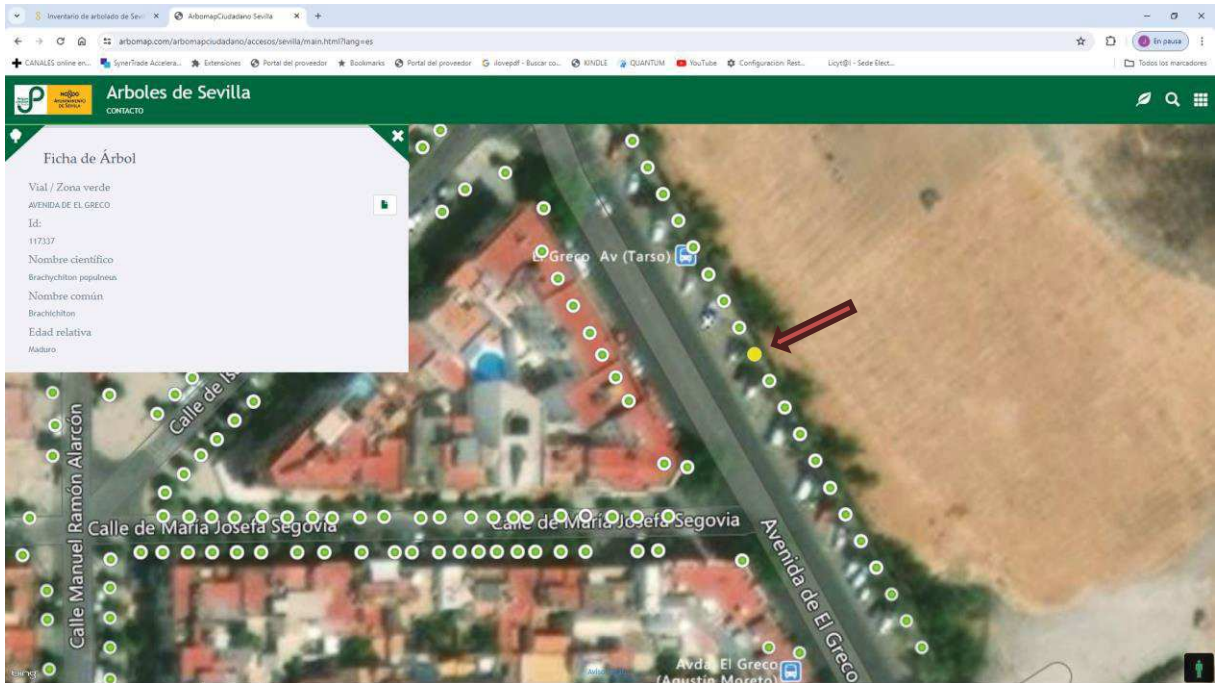 Inventario de arbolado de Sevi
ArbomapCiudadano Sevilla
arbomap.com/arbomapciudadano/accesos/sevilla/main.html?lang=es
En pausa
CANALES online en...
SynerTrade Accelera...
Extensiones
Portal del proveedor
Bookmarks
Portal del proveedor
ilovepdf - Buscar co...
KINDLE
QUANTUM
YouTube
Configuración Rest...
Licyt@l - Sede Elect...
Todos los marcadores
Arboles de Sevilla
CONTACTO
Ficha de Árbol
Vial / Zona verde
AVENIDA DE EL GRECO
Id:
117337
Nombre científico
Brachychiton populneus
Nombre común
Brachichiton
Edad relativa
Maduro
El Greco Av (Tarso)
Calle de
Calle Manuel Ramón Alarcón
Calle de María Josefa Segovia
Calle de María Josefa Segovia
Avenida de El Greco
Avda. El Greco
(Agustín Moreto)